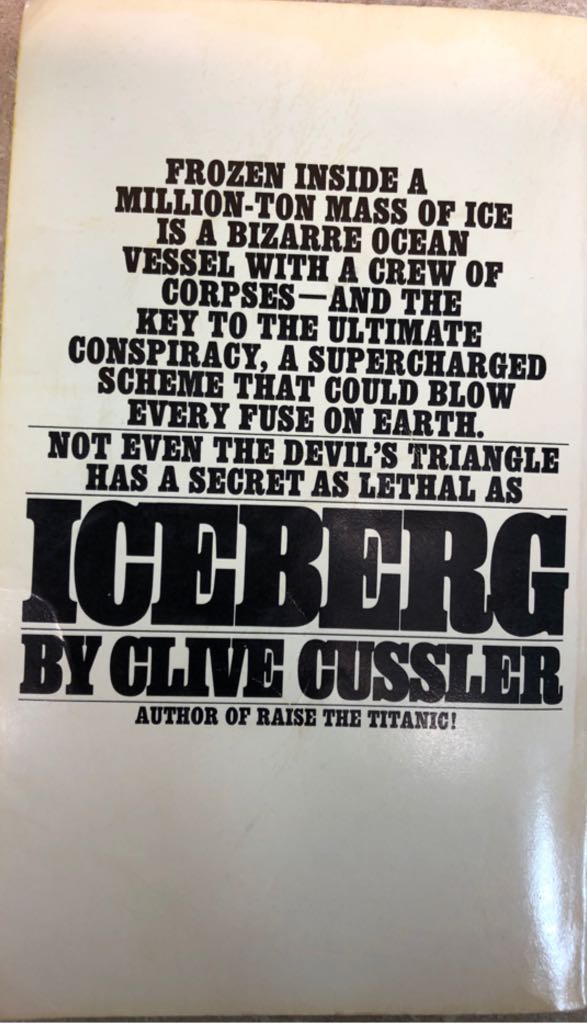 FROZEN INSIDE A
MILLION-TON MASS OF ICE
IS A BIZARRE OCEAN
VESSEL WITH A CREW OF
CORPSES—AND THE
KEY TO THE ULTIMATE
CONSPIRACY, A SUPERCHARGED
SCHEME THAT COULD BLOW
EVERY FUSE ON EARTH.
NOT EVEN THE DEVIL'S TRIANGLE
HAS A SECRET AS LETHAL AS
ICEBERG
BY CLIVE CUSSLER
AUTHOR OF RAISE THE TITANIC!